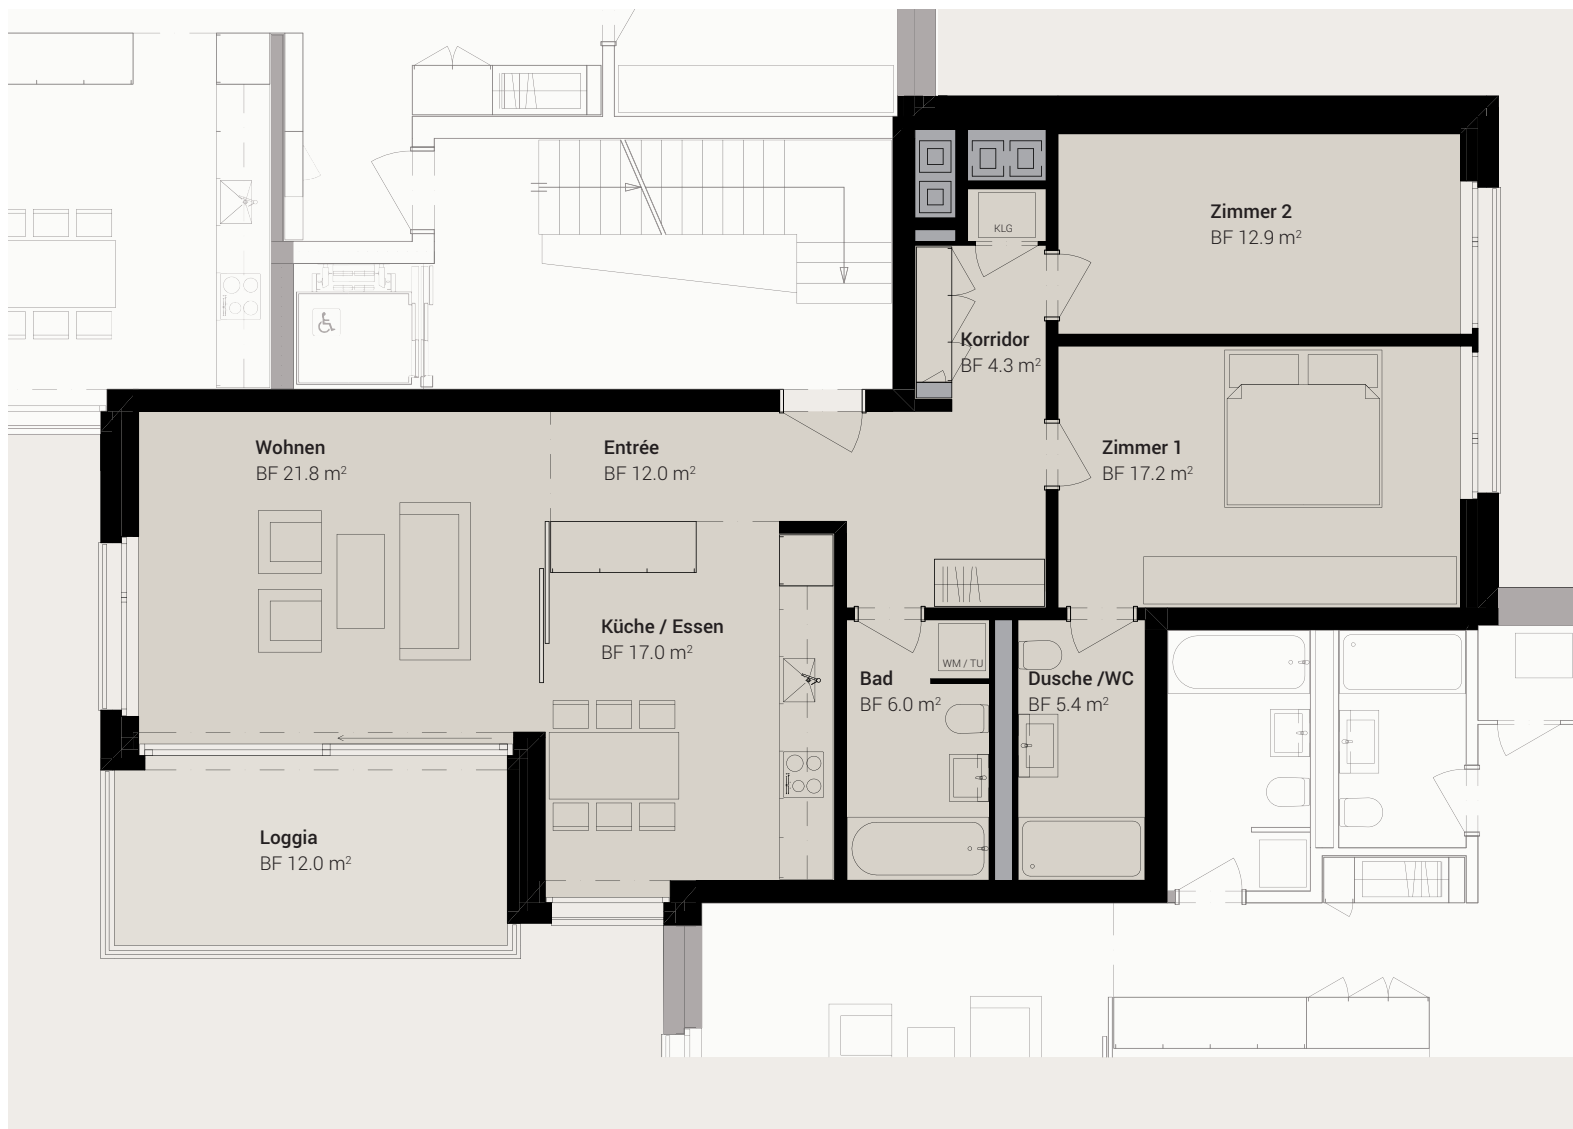 Zimmer 2
BF 12.9 m²
KLG
Korridor
BF 4.3 m²
Wohnen
BF 21.8 m²
Entrée
BF 12.0 m²
Zimmer 1
BF 17.2 m²
Küche / Essen
BF 17.0 m²
WM / TU
Bad
BF 6.0 m²
Dusche /WC
BF 5.4 m²
Loggia
BF 12.0 m²